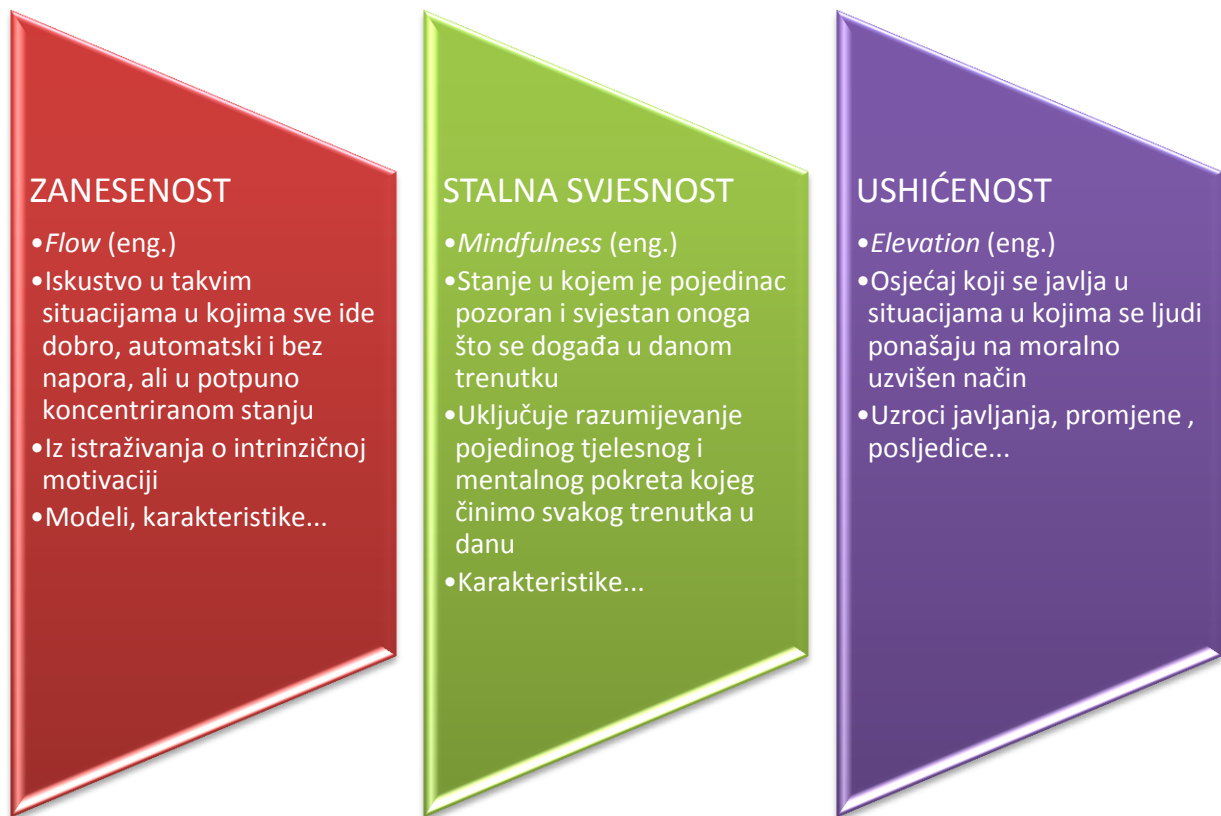 ZANESENOST
•Flow (eng.)
•Iskustvo u takvim
situacijama u kojima sve ide
dobro, automatski i bez
napora, ali u potpuno
koncentriranom stanju
•Iz istraživanja o intrinzičnoj
motivaciji
•Modeli, karakteristike...
STALNA SVJESNOST
•Mindfulness (eng.)
•Stanje u kojem je pojedinac
pozoran i svjestan onoga
što se događa u danom
trenutku
•Uključuje razumijevanje
pojedinog tjelesnog i
mentalnog pokreta kojeg
činimo svakog trenutka u
danu
•Karakteristike...
USHIĆENOST
•Elevation (eng.)
•Osjećaj koji se javlja u
situacijama u kojima se ljudi
ponašaju na moralno
uzvišen način
•Uzroci javljanja, promjene ,
posljedice...